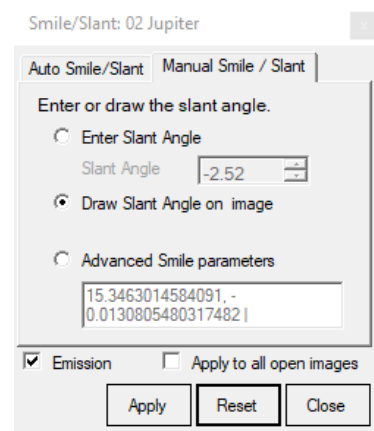 Smile/Slant: 02 Jupiter
x
Auto Smile/Slant Manual Smile / Slant
Enter or draw the slant angle.
Enter Slant Angle
Slant Angle -2.52
Draw Slant Angle on image
Advanced Smile parameters
15.3463014584091, -
0.0130805480317482 |
Emission Apply to all open images
Apply Reset Close